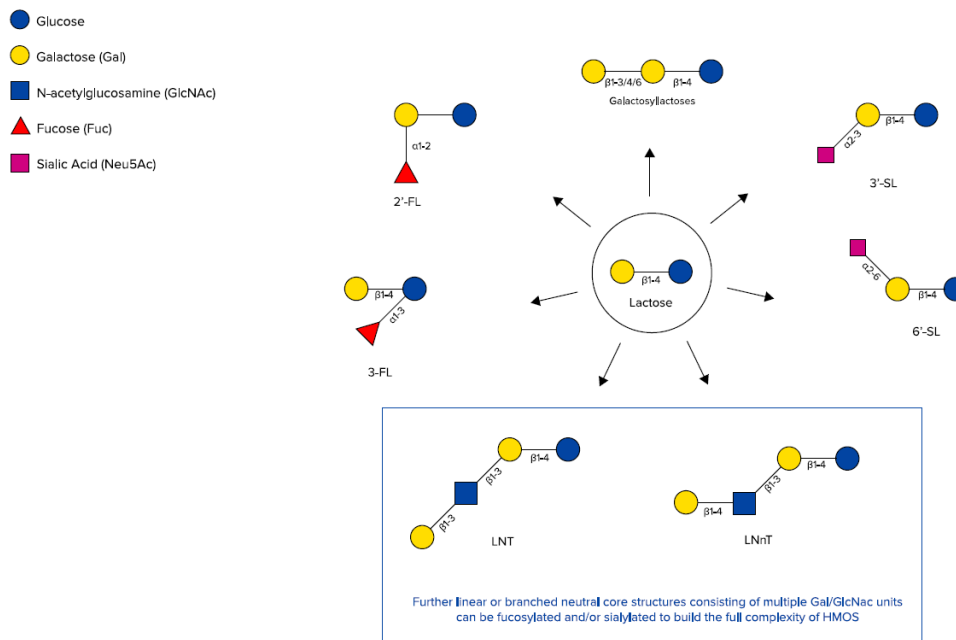 Glucose
Galactose (Gal)
N-acetylglucosamine (GlcNAc)
Fucose (Fuc)
Sialic Acid (Neu5Ac)
β1-3/4/6
β1-4
Galactosyllactoses
α1-2
2'-FL
β1-4
α2-3
3'-SL
β1-4
α1-3
3-FL
β1-4
Lactose
α2-6
β1-4
6'-SL
β1-4
β1-3
β1-3
LNT
β1-4
β1-3
β1-4
LNnT
Further linear or branched neutral core structures consisting of multiple Gal/GlcNac units
can be fucosylated and/or sialylated to build the full complexity of HMOS